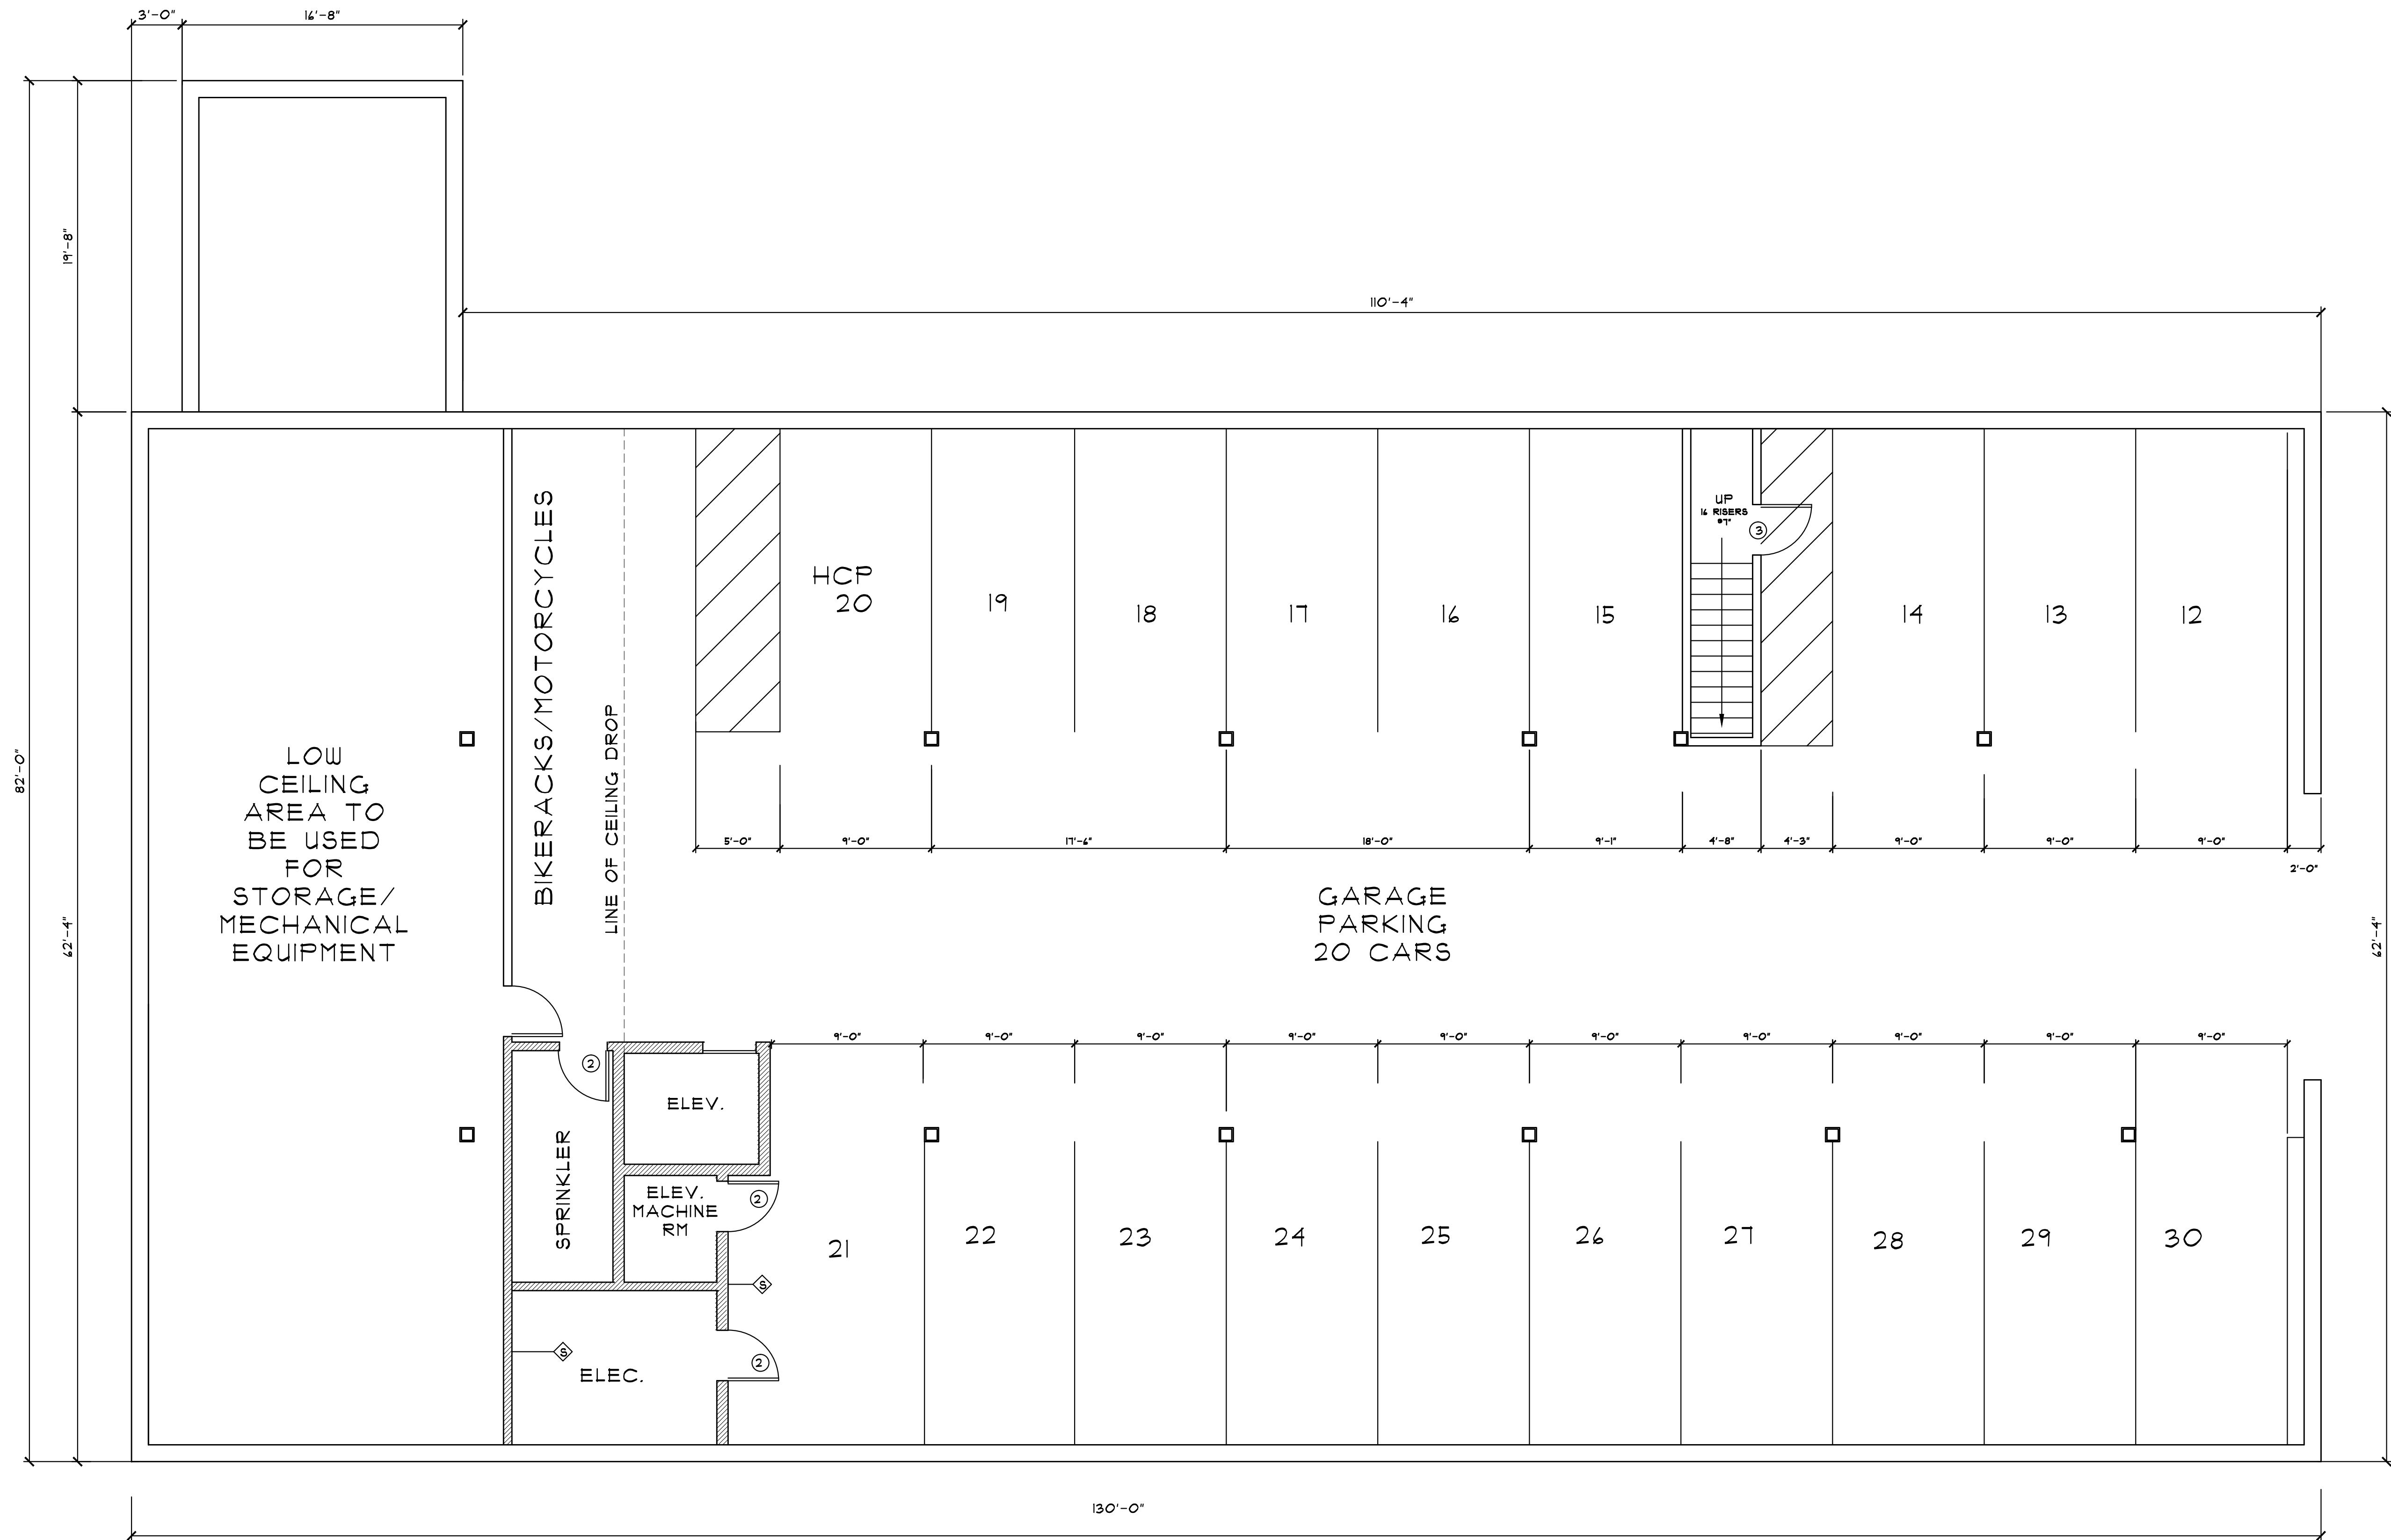 3'-0"
16'-8"
19'-8"
110'-4"
82'-0"
62'-4"
62'-4"
LOW
CEILING
AREA TO
BE USED
FOR
STORAGE/
MECHANICAL
EQUIPMENT
BIKERACKS/MOTORCYCLES
LINE OF CEILING DROP
HCP
20
19
18
17
16
15
UP
16 RISERS
@7"
3
14
13
12
5'-0"
9'-0"
17'-6"
18'-0"
9'-1"
4'-8"
4'-3"
9'-0"
9'-0"
9'-0"
2'-0"
GARAGE
PARKING
20 CARS
9'-0"
9'-0"
9'-0"
9'-0"
9'-0"
9'-0"
9'-0"
9'-0"
9'-0"
9'-0"
2
ELEV.
SPRINKLER
ELEV.
MACHINE
RM
2
S
21
22
23
24
25
26
27
28
29
30
S
ELEC.
2
130'-0"